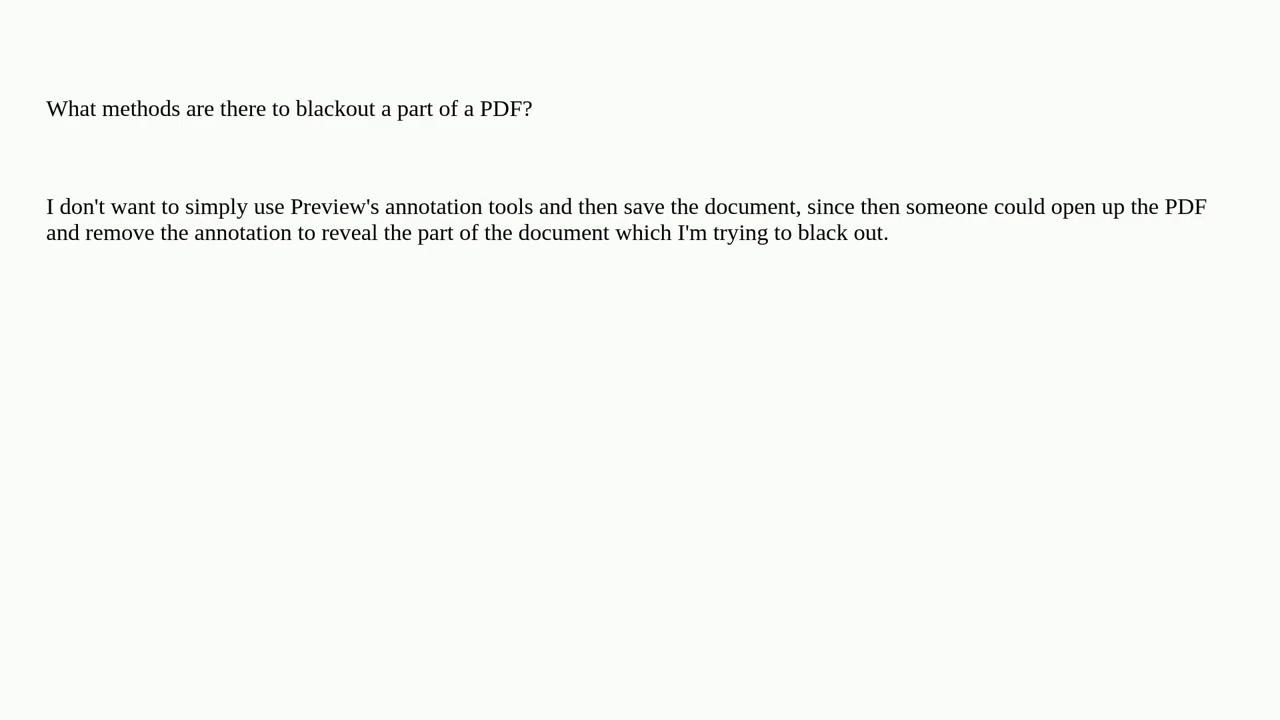 What methods are there to blackout a part of a PDF?
I don't want to simply use Preview's annotation tools and then save the document, since then someone could open up the PDF
and remove the annotation to reveal the part of the document which I'm trying to black out.